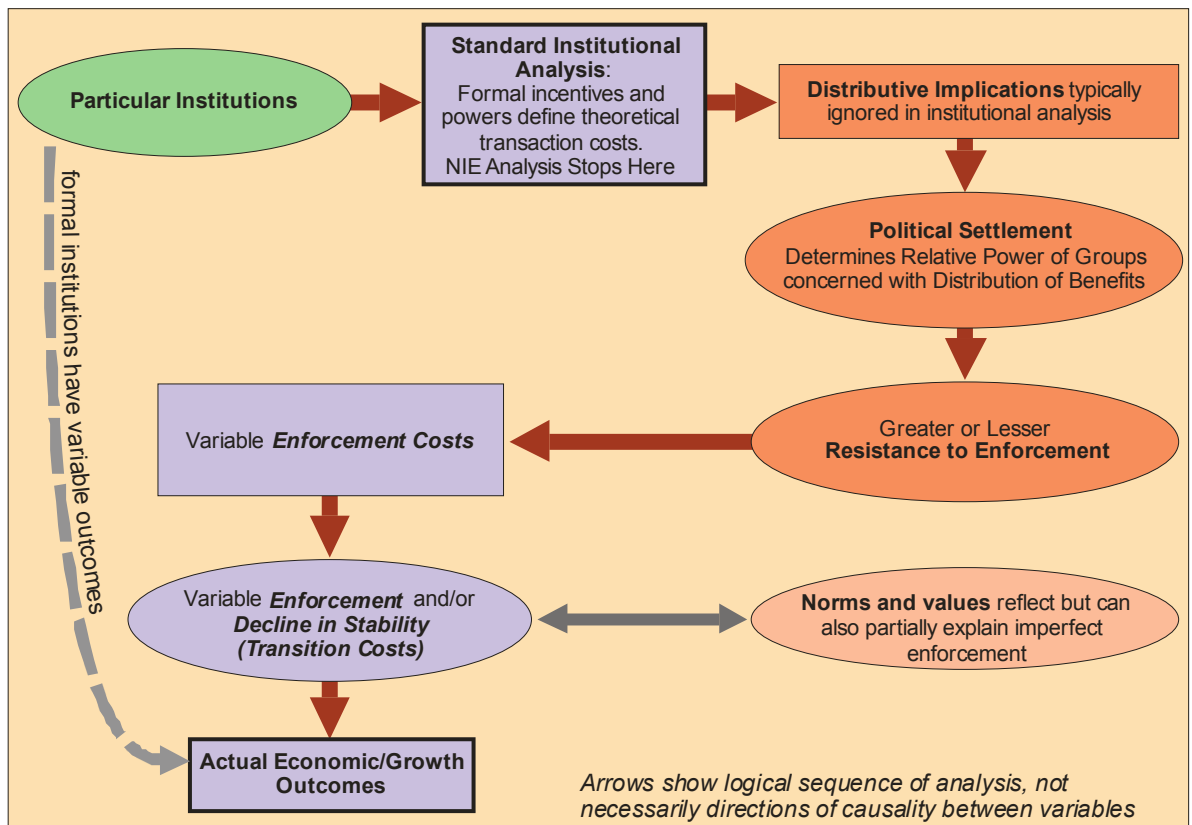 Particular Institutions
Standard Institutional
Analysis:
Formal incentives and
powers define theoretical
transaction costs.
NIE Analysis Stops Here
Distributive Implications typically
ignored in institutional analysis
Political Settlement
Determines Relative Power of Groups
concerned with Distribution of Benefits
Greater or Lesser
Resistance to Enforcement
Variable Enforcement Costs
Variable Enforcement and/or
Decline in Stability
(Transition Costs)
Norms and values reflect but can
also partially explain imperfect
enforcement
Actual Economic/Growth
Outcomes
formal institutions have variable outcomes
Arrows show logical sequence of analysis, not
necessarily directions of causality between variables